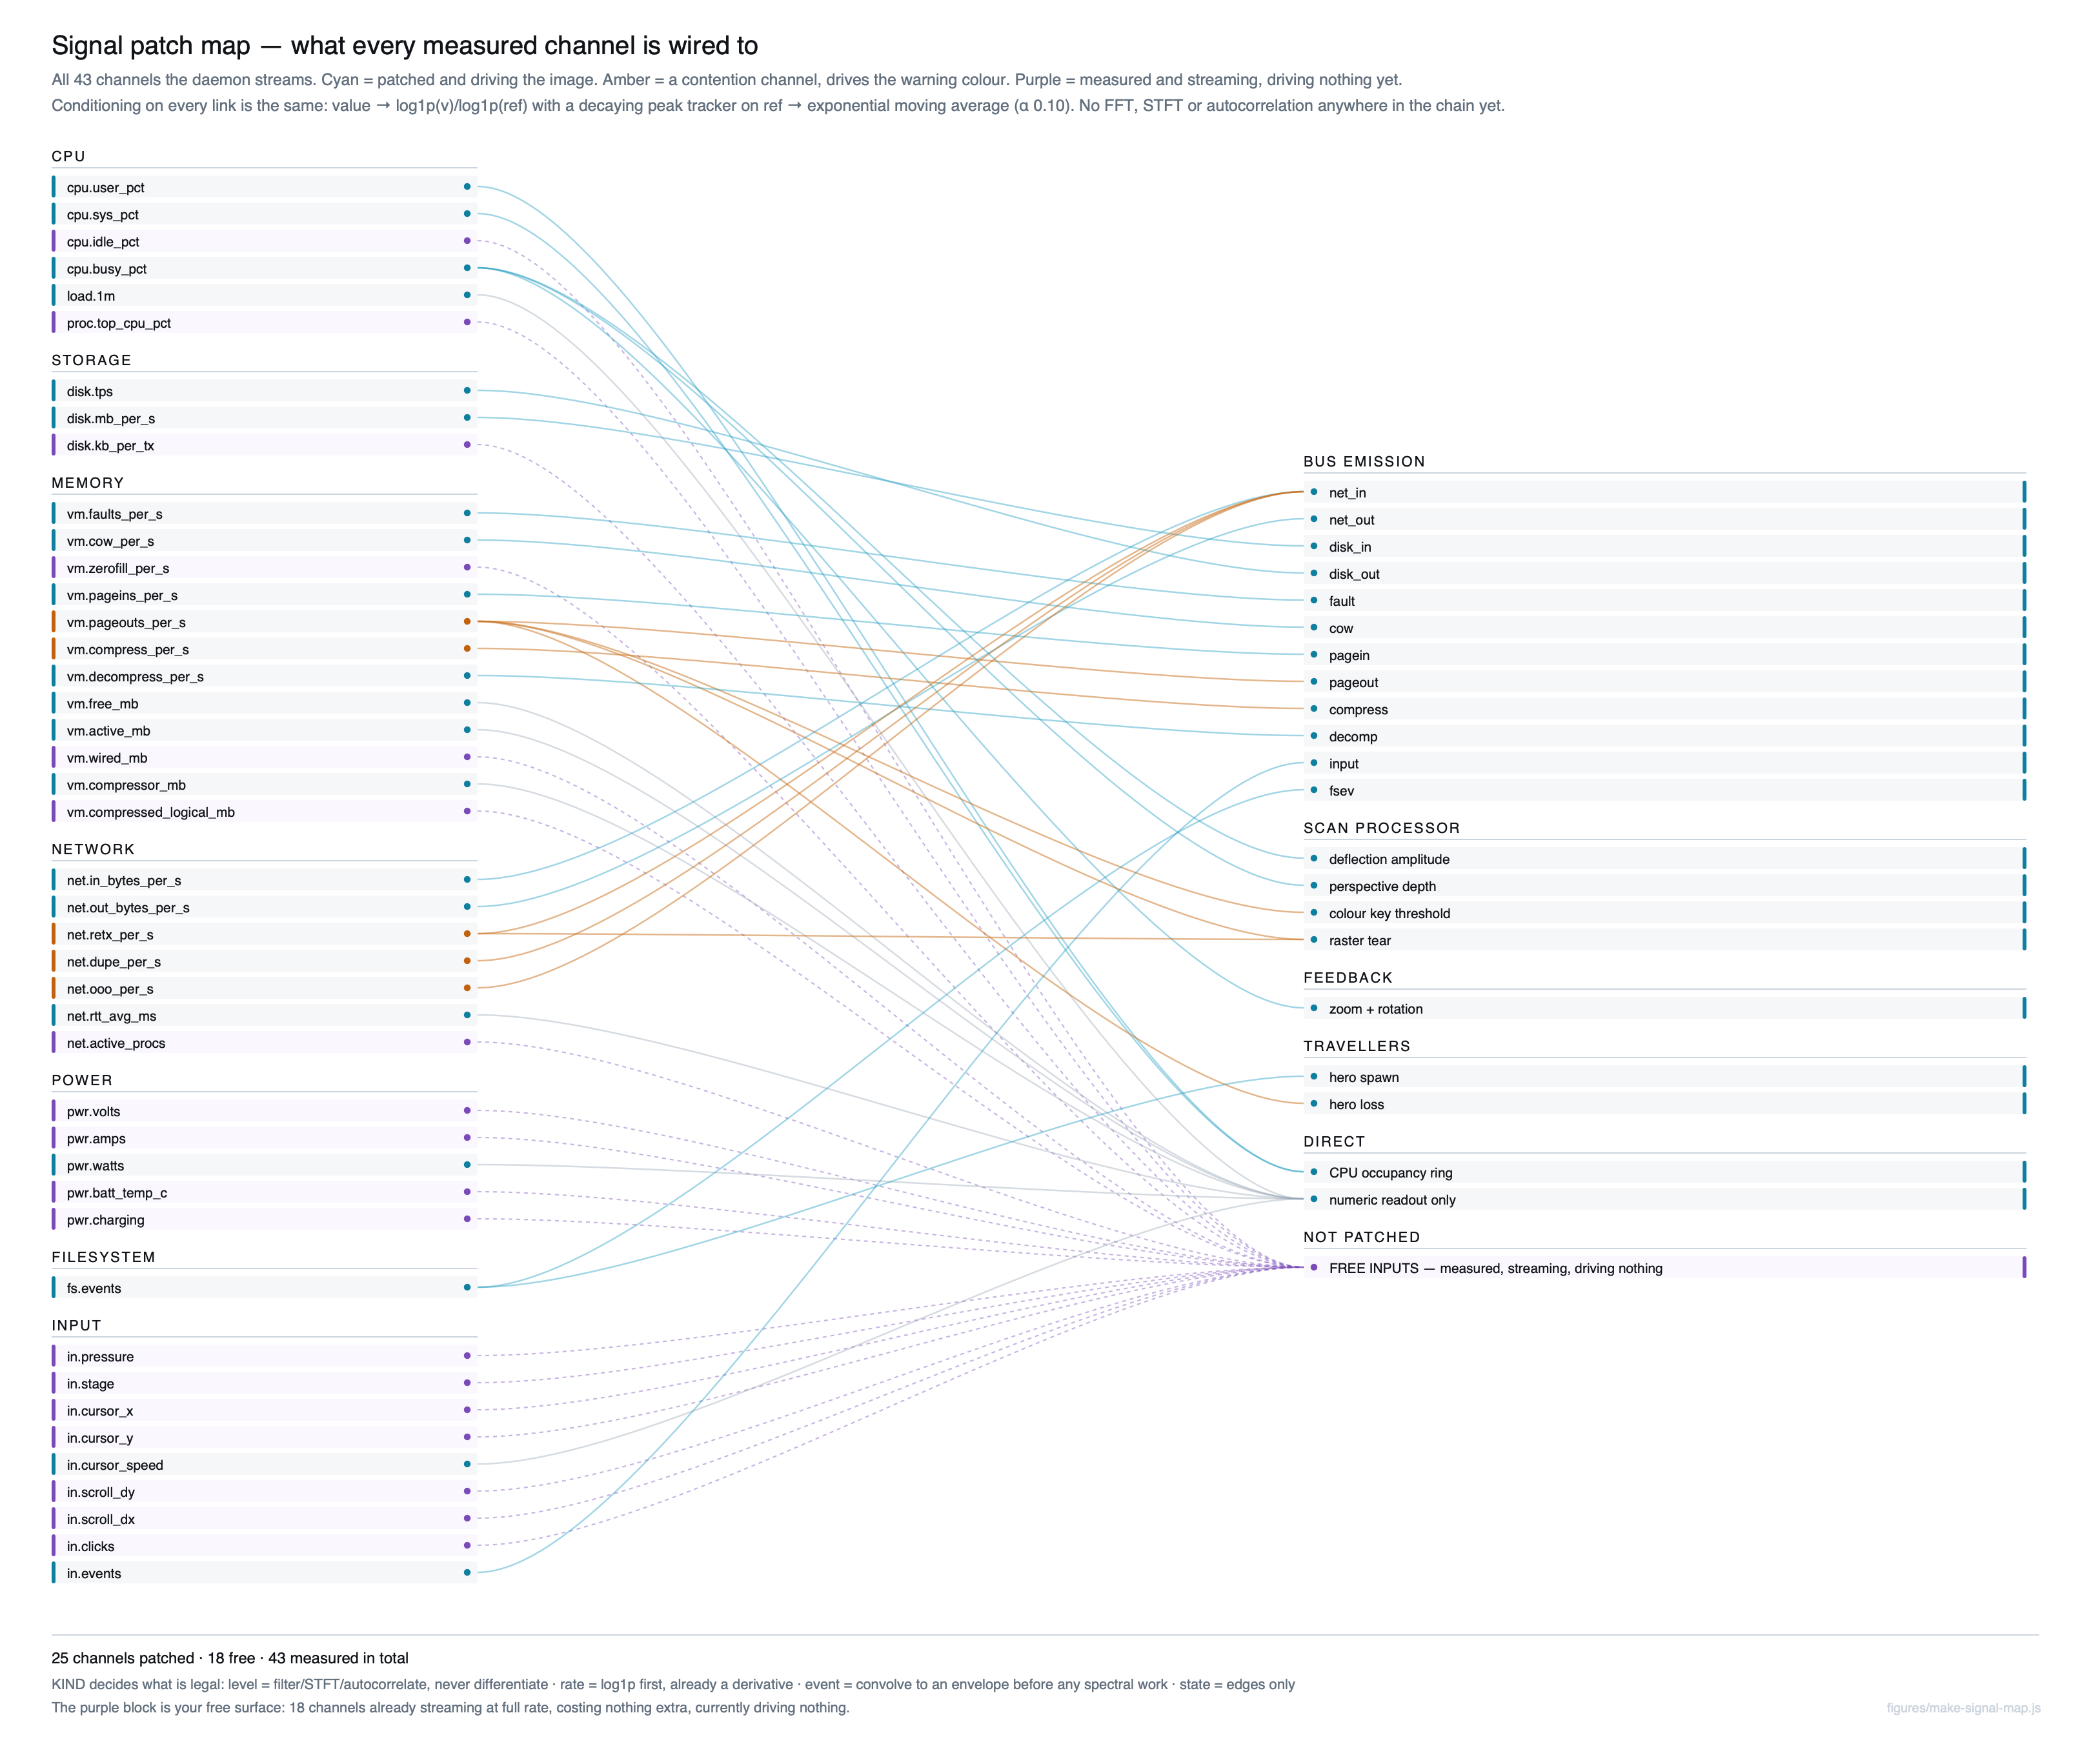 Signal patch map — what every measured channel is wired to
All 43 channels the daemon streams. Cyan = patched and driving the image. Amber = a contention channel, drives the warning colour. Purple = measured and streaming, driving nothing yet.
Conditioning on every link is the same: value → log1p(v)/log1p(ref) with a decaying peak tracker on ref → exponential moving average (α 0.10). No FFT, STFT or autocorrelation anywhere in the chain yet.
CPU
cpu.user_pct
cpu.sys_pct
cpu.idle_pct
cpu.busy_pct
load.1m
proc.top_cpu_pct
STORAGE
disk.tps
disk.mb_per_s
disk.kb_per_tx
MEMORY
vm.faults_per_s
vm.cow_per_s
vm.zerofill_per_s
vm.pageins_per_s
vm.pageouts_per_s
vm.compress_per_s
vm.decompress_per_s
vm.free_mb
vm.active_mb
vm.wired_mb
vm.compressor_mb
vm.compressed_logical_mb
NETWORK
net.in_bytes_per_s
net.out_bytes_per_s
net.retx_per_s
net.dupe_per_s
net.ooo_per_s
net.rtt_avg_ms
net.active_procs
POWER
pwr.volts
pwr.amps
pwr.watts
pwr.batt_temp_c
pwr.charging
FILESYSTEM
fs.events
INPUT
in.pressure
in.stage
in.cursor_x
in.cursor_y
in.cursor_speed
in.scroll_dy
in.scroll_dx
in.clicks
in.events
BUS EMISSION
net_in
net_out
disk_in
disk_out
fault
cow
pagein
pageout
compress
decomp
input
fsev
SCAN PROCESSOR
deflection amplitude
perspective depth
colour key threshold
raster tear
FEEDBACK
zoom + rotation
TRAVELLERS
hero spawn
hero loss
DIRECT
CPU occupancy ring
numeric readout only
NOT PATCHED
FREE INPUTS — measured, streaming, driving nothing
25 channels patched · 18 free · 43 measured in total
KIND decides what is legal: level = filter/STFT/autocorrelate, never differentiate · rate = log1p first, already a derivative · event = convolve to an envelope before any spectral work · state = edges only
The purple block is your free surface: 18 channels already streaming at full rate, costing nothing extra, currently driving nothing.
figures/make-signal-map.js